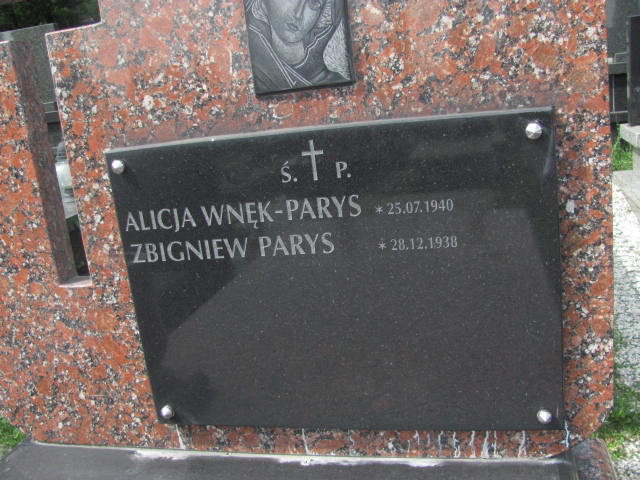 Ś. P.
ALICJA WNĘK-PARYS * 25.07.1940
ZBIGNIEW PARYS * 28.12.1938